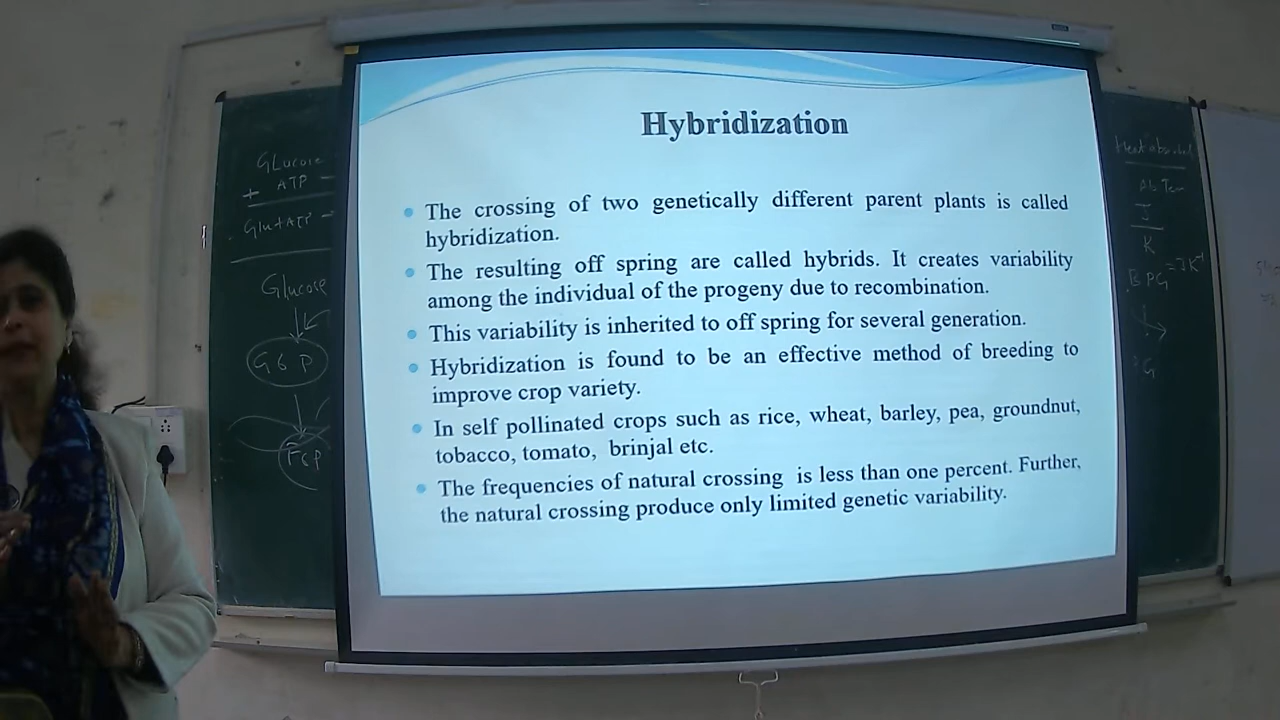 Hybridization
The crossing of two genetically different parent plants is called
hybridization.
The resulting off spring are called hybrids. It creates variability
among the individual of the progeny due to recombination.
This variability is inherited to off spring for several generation.
Hybridization is found to be an effective method of breeding to
improve crop variety.
In self pollinated crops such as rice, wheat, barley, pea, groundnut,
tobacco, tomato, brinjal etc.
The frequencies of natural crossing is less than one percent. Further,
the natural crossing produce only limited genetic variability.
Glucose
+ ATP
Glucose
G6P
F6P
J
K